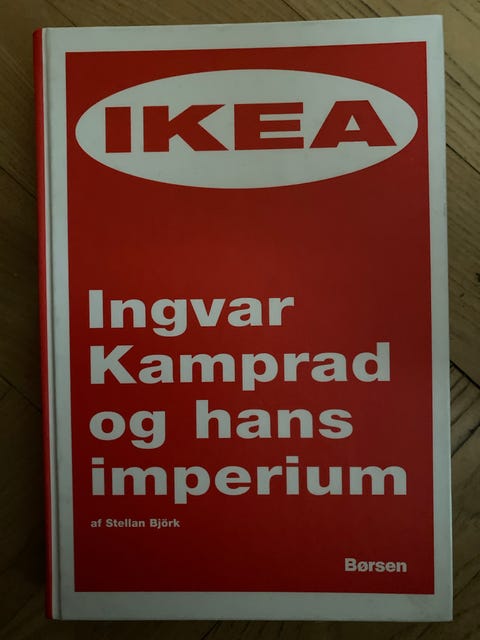 IKEA
Ingvar
Kamprad
og hans
imperium
af Stellan Björk
Børsen